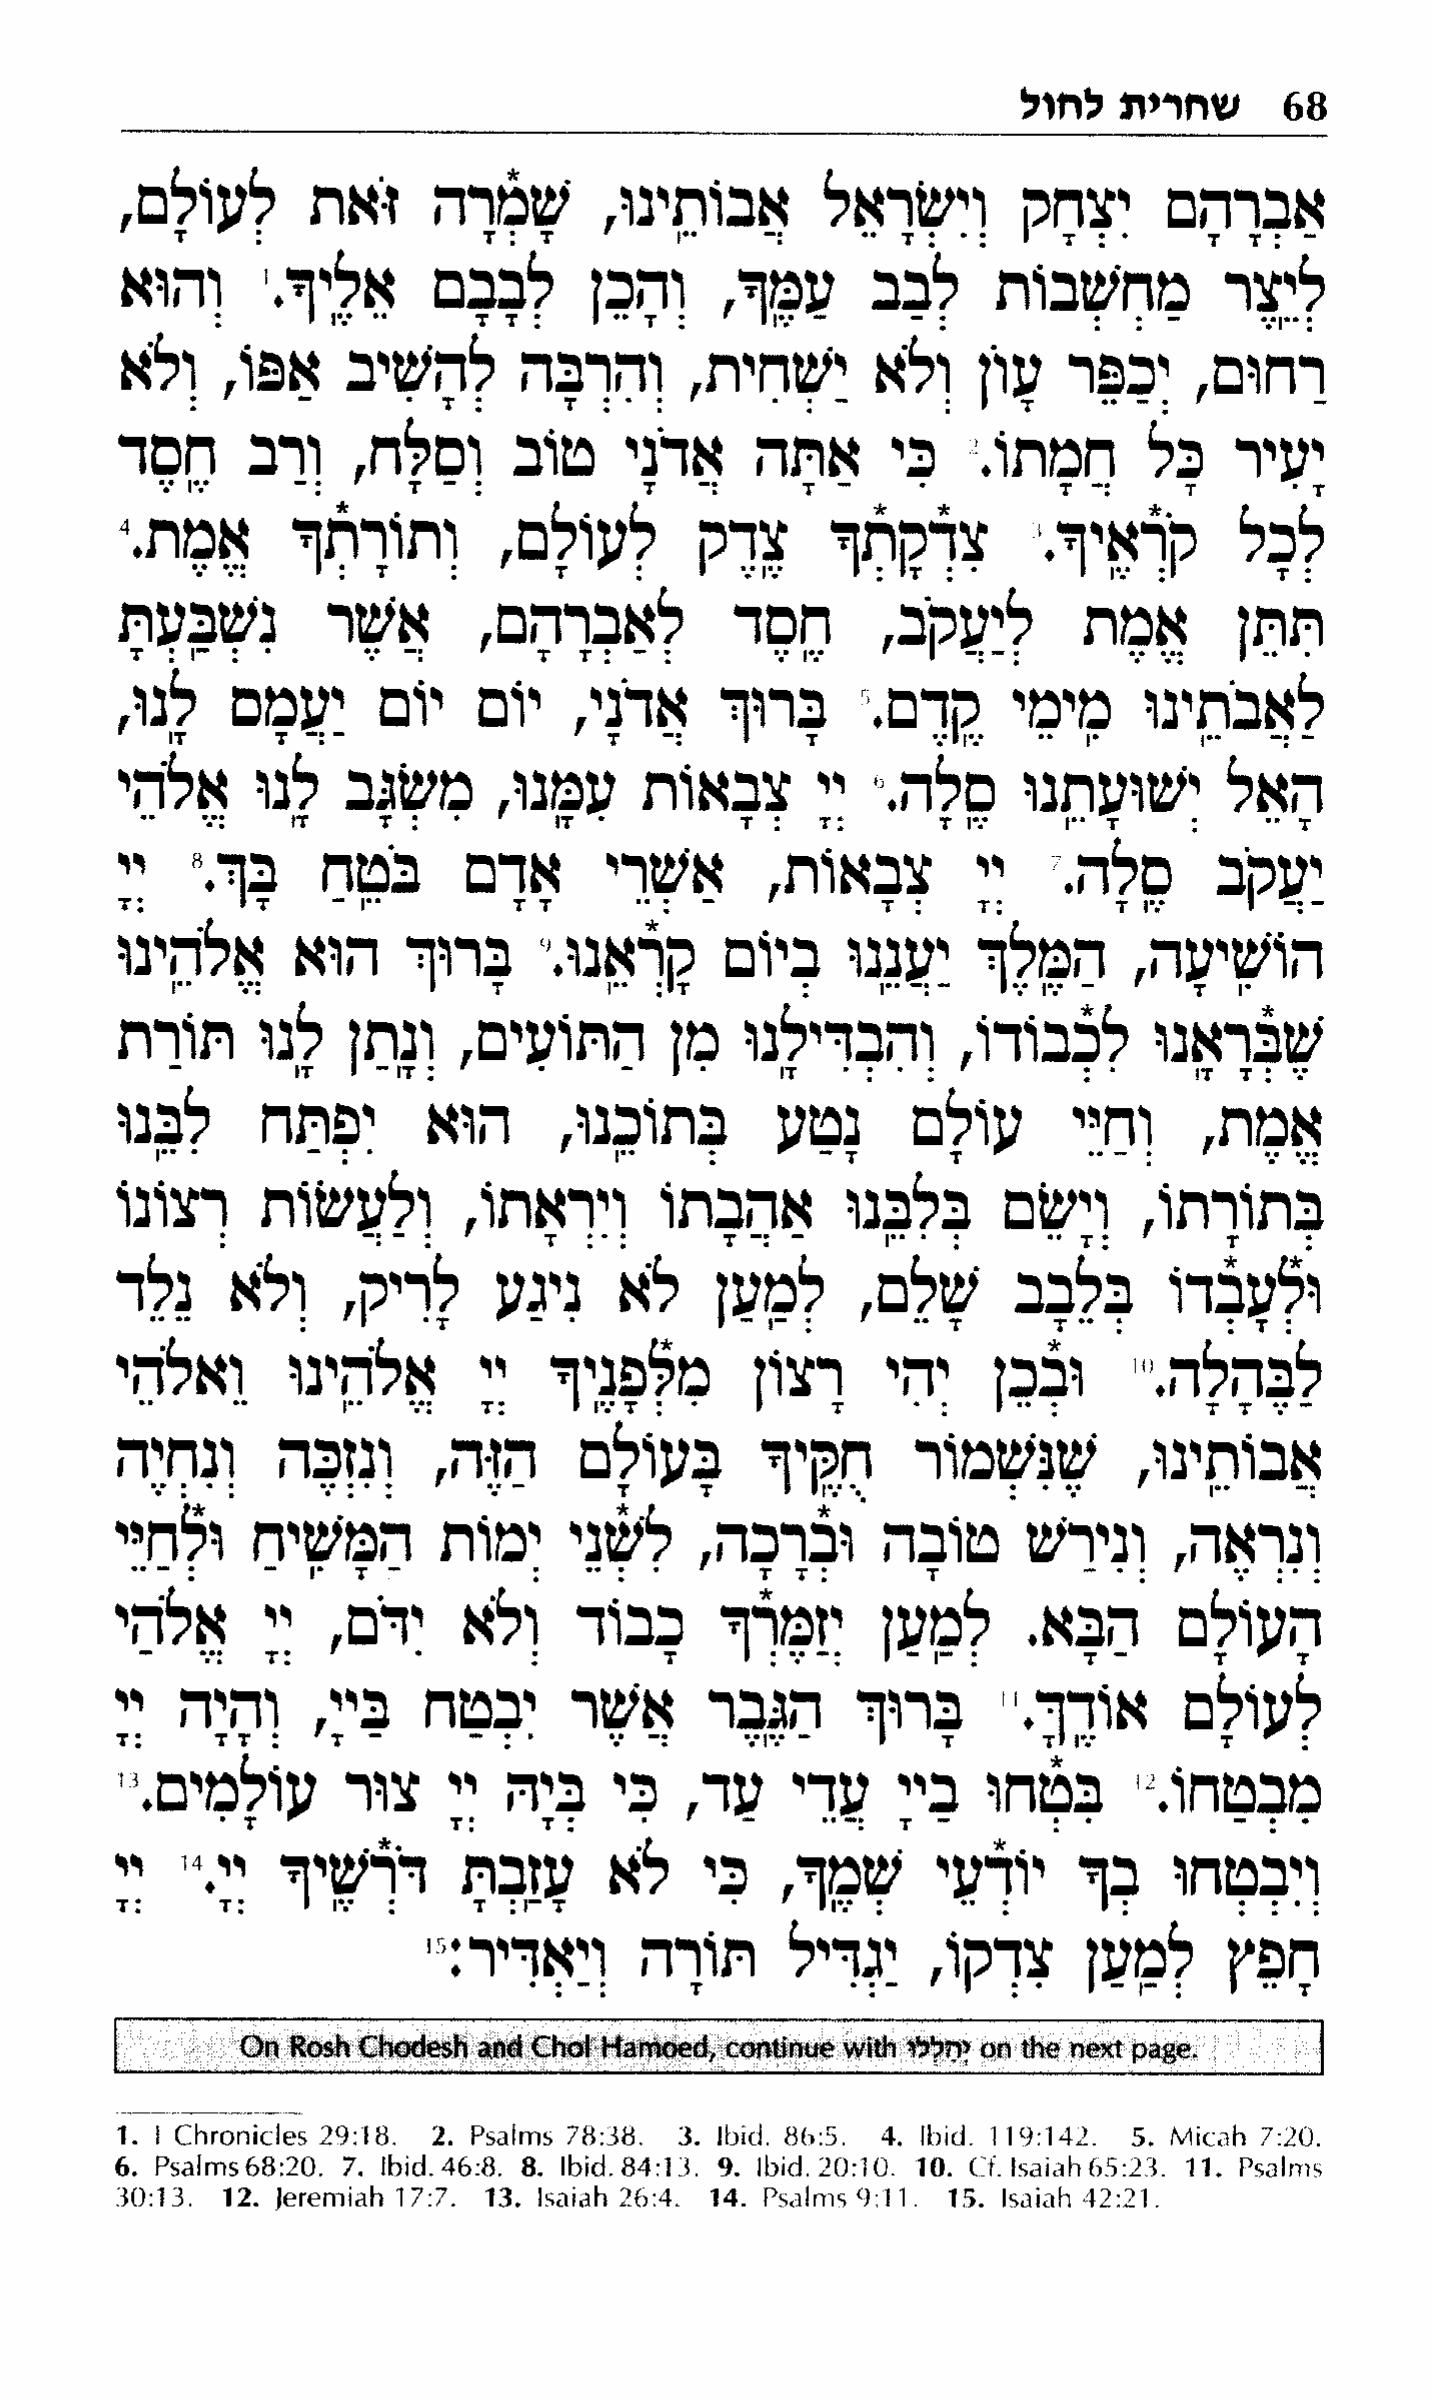 68 שחרית לחול
אַבְרָהָם יִצְחָק וְיִשְׂרָאֵל אֲבוֹתֵינוּ, שָׁמְ*רָה זֹּאת לְעוֹלָם,
לְיֵצֶר מַחְשְׁבוֹת לְבַב עַמֶּךָ, וְהָכֵן לְבָבָם אֵלֶיךָ.¹ וְהוּא
רַחוּם, יְכַפֵּר עָוֹן וְלֹא יַשְׁחִית, וְהִרְבָּה לְהָשִׁיב אַפּוֹ, וְלֹא
יָעִיר כָּל חֲמָתוֹ.² כִּי אַתָּה אֲדֹנָי טוֹב וְסַלָּח, וְרַב חֶסֶד
לְכָל קֹרְ*אֶיךָ.³ צִדְ*קָתְ*ךָ צֶדֶק לְעוֹלָם, וְתוֹרָתְ*ךָ אֱמֶת.⁴
תִּתֵּן אֱמֶת לְיַעֲקֹב, חֶסֶד לְאַבְרָהָם, אֲשֶׁר נִשְׁבַּעְתָּ
לַאֲבֹתֵינוּ מִימֵי קֶדֶם.⁵ בָּרוּךְ אֲדֹנָי, יוֹם יוֹם יַעֲמָס לָנוּ,
הָאֵל יְשׁוּעָתֵנוּ סֶלָה.⁶ יְיָ צְבָאוֹת עִמָּנוּ, מִשְׂגָּב לָנוּ אֱלֹהֵי
יַעֲקֹב סֶלָה.⁷ יְיָ צְבָאוֹת, אַשְׁרֵי אָדָם בֹּטֵחַ בָּךְ.⁸ יְיָ
הוֹשִׁיעָה, הַמֶּלֶךְ יַעֲנֵנוּ בְיוֹם קָרְ*אֵנוּ.⁹ בָּרוּךְ הוּא אֱלֹהֵינוּ
שֶׁבְּ*רָאָנוּ לִכְ*בוֹדוֹ, וְהִבְדִּילָנוּ מִן הַתּוֹעִים, וְנָתַן לָנוּ תּוֹרַת
אֱמֶת, וְחַיֵּי עוֹלָם נָטַע בְּתוֹכֵנוּ, הוּא יִפְתַּח לִבֵּנוּ
בְּתוֹרָתוֹ, וְיָשֵׂם בְּלִבֵּנוּ אַהֲבָתוֹ וְיִרְאָתוֹ, וְלַעֲשׂוֹת רְצוֹנוֹ
וּלְ*עָבְ*דוֹ בְּלֵבָב שָׁלֵם, לְמַעַן לֹא נִיגַע לָרִיק, וְלֹא נֵלֵד
לַבֶּהָלָה.¹⁰ וּבְ*כֵן יְהִי רָצוֹן מִלְּ*פָנֶיךָ יְיָ אֱלֹהֵינוּ וֵאלֹהֵי
אֲבוֹתֵינוּ, שֶׁנִּשְׁמוֹר חֻקֶּיךָ בָּעוֹלָם הַזֶּה, וְנִזְכֶּה וְנִחְיֶה
וְנִרְאֶה, וְנִירַשׁ טוֹבָה וּבְ*רָכָה, לִשְׁ*נֵי יְמוֹת הַמָּשִׁיחַ וּלְ*חַיֵּי
הָעוֹלָם הַבָּא. לְמַעַן יְזַמֶּרְ*ךָ כָבוֹד וְלֹא יִדֹּם, יְיָ אֱלֹהַי
לְעוֹלָם אוֹדֶךָּ.¹¹ בָּרוּךְ הַגֶּבֶר אֲשֶׁר יִבְטַח בַּייָ, וְהָיָה יְיָ
מִבְטַחוֹ.¹² בִּטְ*חוּ בַייָ עֲדֵי עַד, כִּי בְּיָהּ יְיָ צוּר עוֹלָמִים.¹³
וְיִבְטְחוּ בְךָ יוֹדְ*עֵי שְׁמֶךָ, כִּי לֹא עָזַבְתָּ דֹּרְ*שֶׁיךָ יְיָ.¹⁴ יְיָ
חָפֵץ לְמַעַן צִדְקוֹ, יַגְדִּיל תּוֹרָה וְיַאְדִּיר:¹⁵
On Rosh Chodesh and Chol Hamoed, continue with יְהַלְלוּ on the next page.
1. I Chronicles 29:18. 2. Psalms 78:38. 3. Ibid. 86:5. 4. Ibid. 119:142. 5. Micah 7:20.
6. Psalms 68:20. 7. Ibid. 46:8. 8. Ibid. 84:13. 9. Ibid. 20:10. 10. Cf. Isaiah 65:23. 11. Psalms
30:13. 12. Jeremiah 17:7. 13. Isaiah 26:4. 14. Psalms 9:11. 15. Isaiah 42:21.